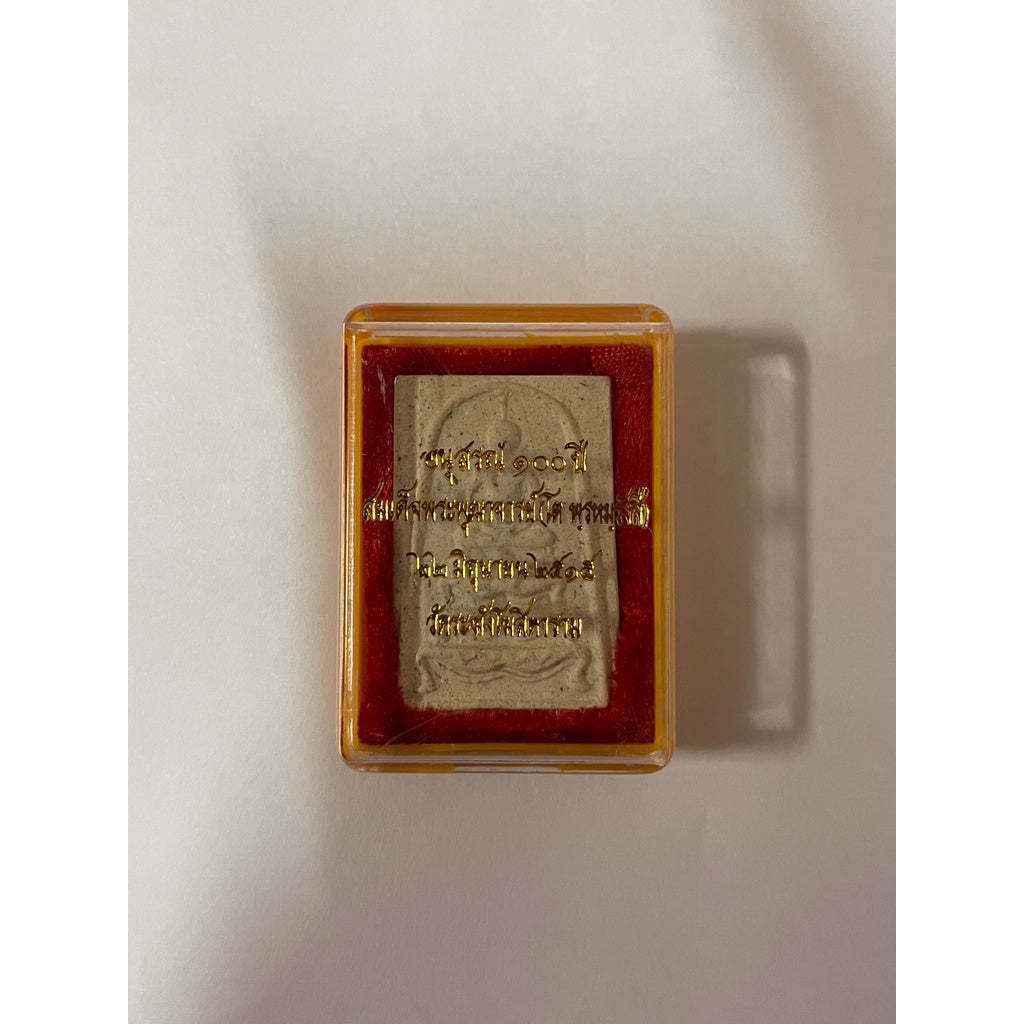 อนุสรณ์ ๑๐๐ ปี
สมเด็จพระพุฒาจารย์(โต พฺรหฺมรํสี)
๒๒ มิถุนายน ๒๕๑๕
วัดระฆังโฆสิตาราม